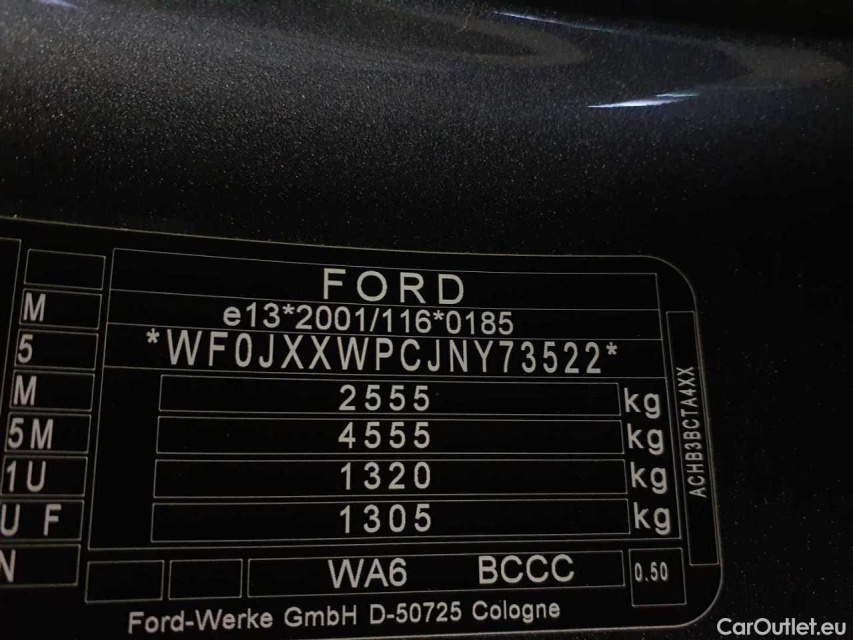 FORD
M
e13*2001/116*0185
5
*WF0JXXWPCJNY73522*
M
2555 kg
5M
4555 kg
1U
1320 kg
U F
1305 kg
N
WA6 BCCC 0.50
ACHB3BCTA4XX
Ford-Werke GmbH D-50725 Cologne
CarOutlet.eu